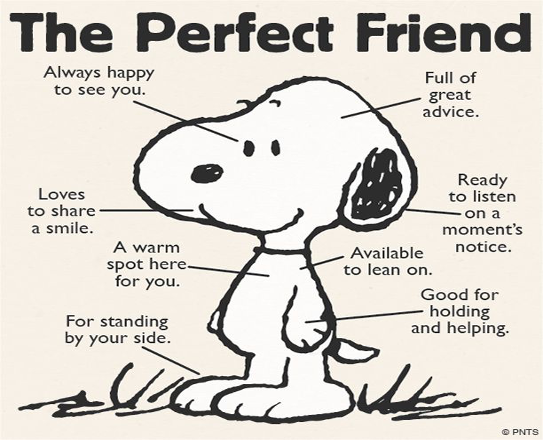 The Perfect Friend
Always happy
to see you.
Full of
great
advice.
Loves
to share
a smile.
Ready
to listen
on a
moment's
notice.
A warm
spot here
for you.
Available
to lean on.
Good for
holding
and helping.
For standing
by your side.
© PNTS